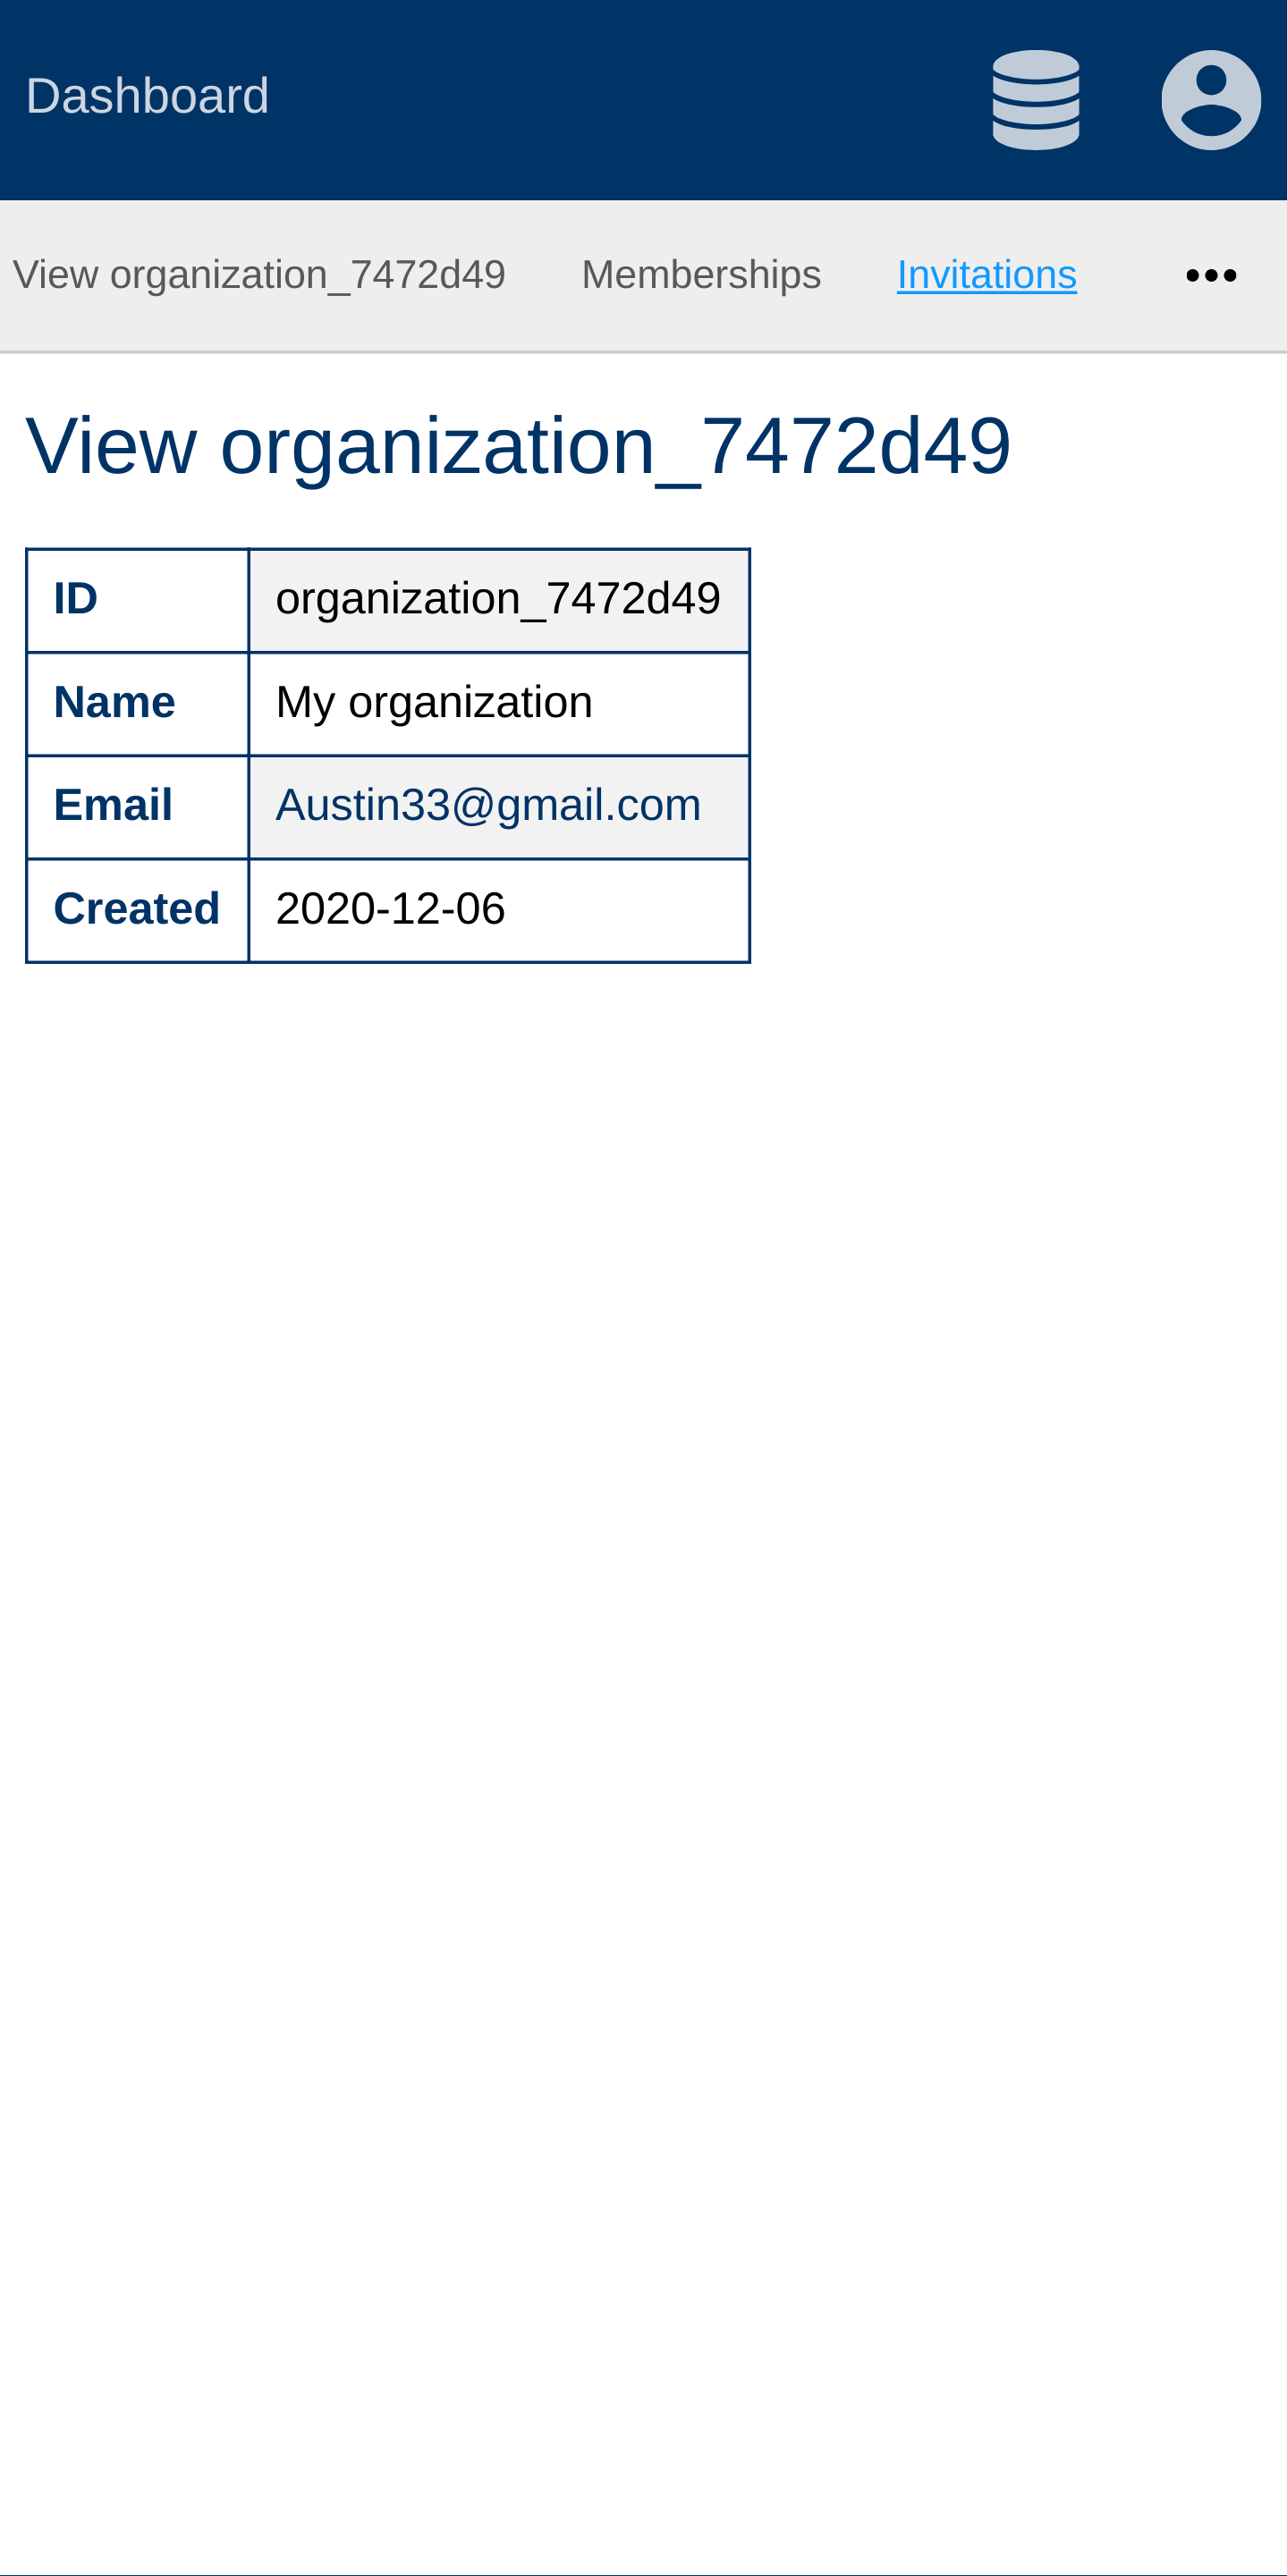 Dashboard
View organization_7472d49 Memberships Invitations
View organization_7472d49
ID organization_7472d49
Name My organization
Email Austin33@gmail.com
Created 2020-12-06